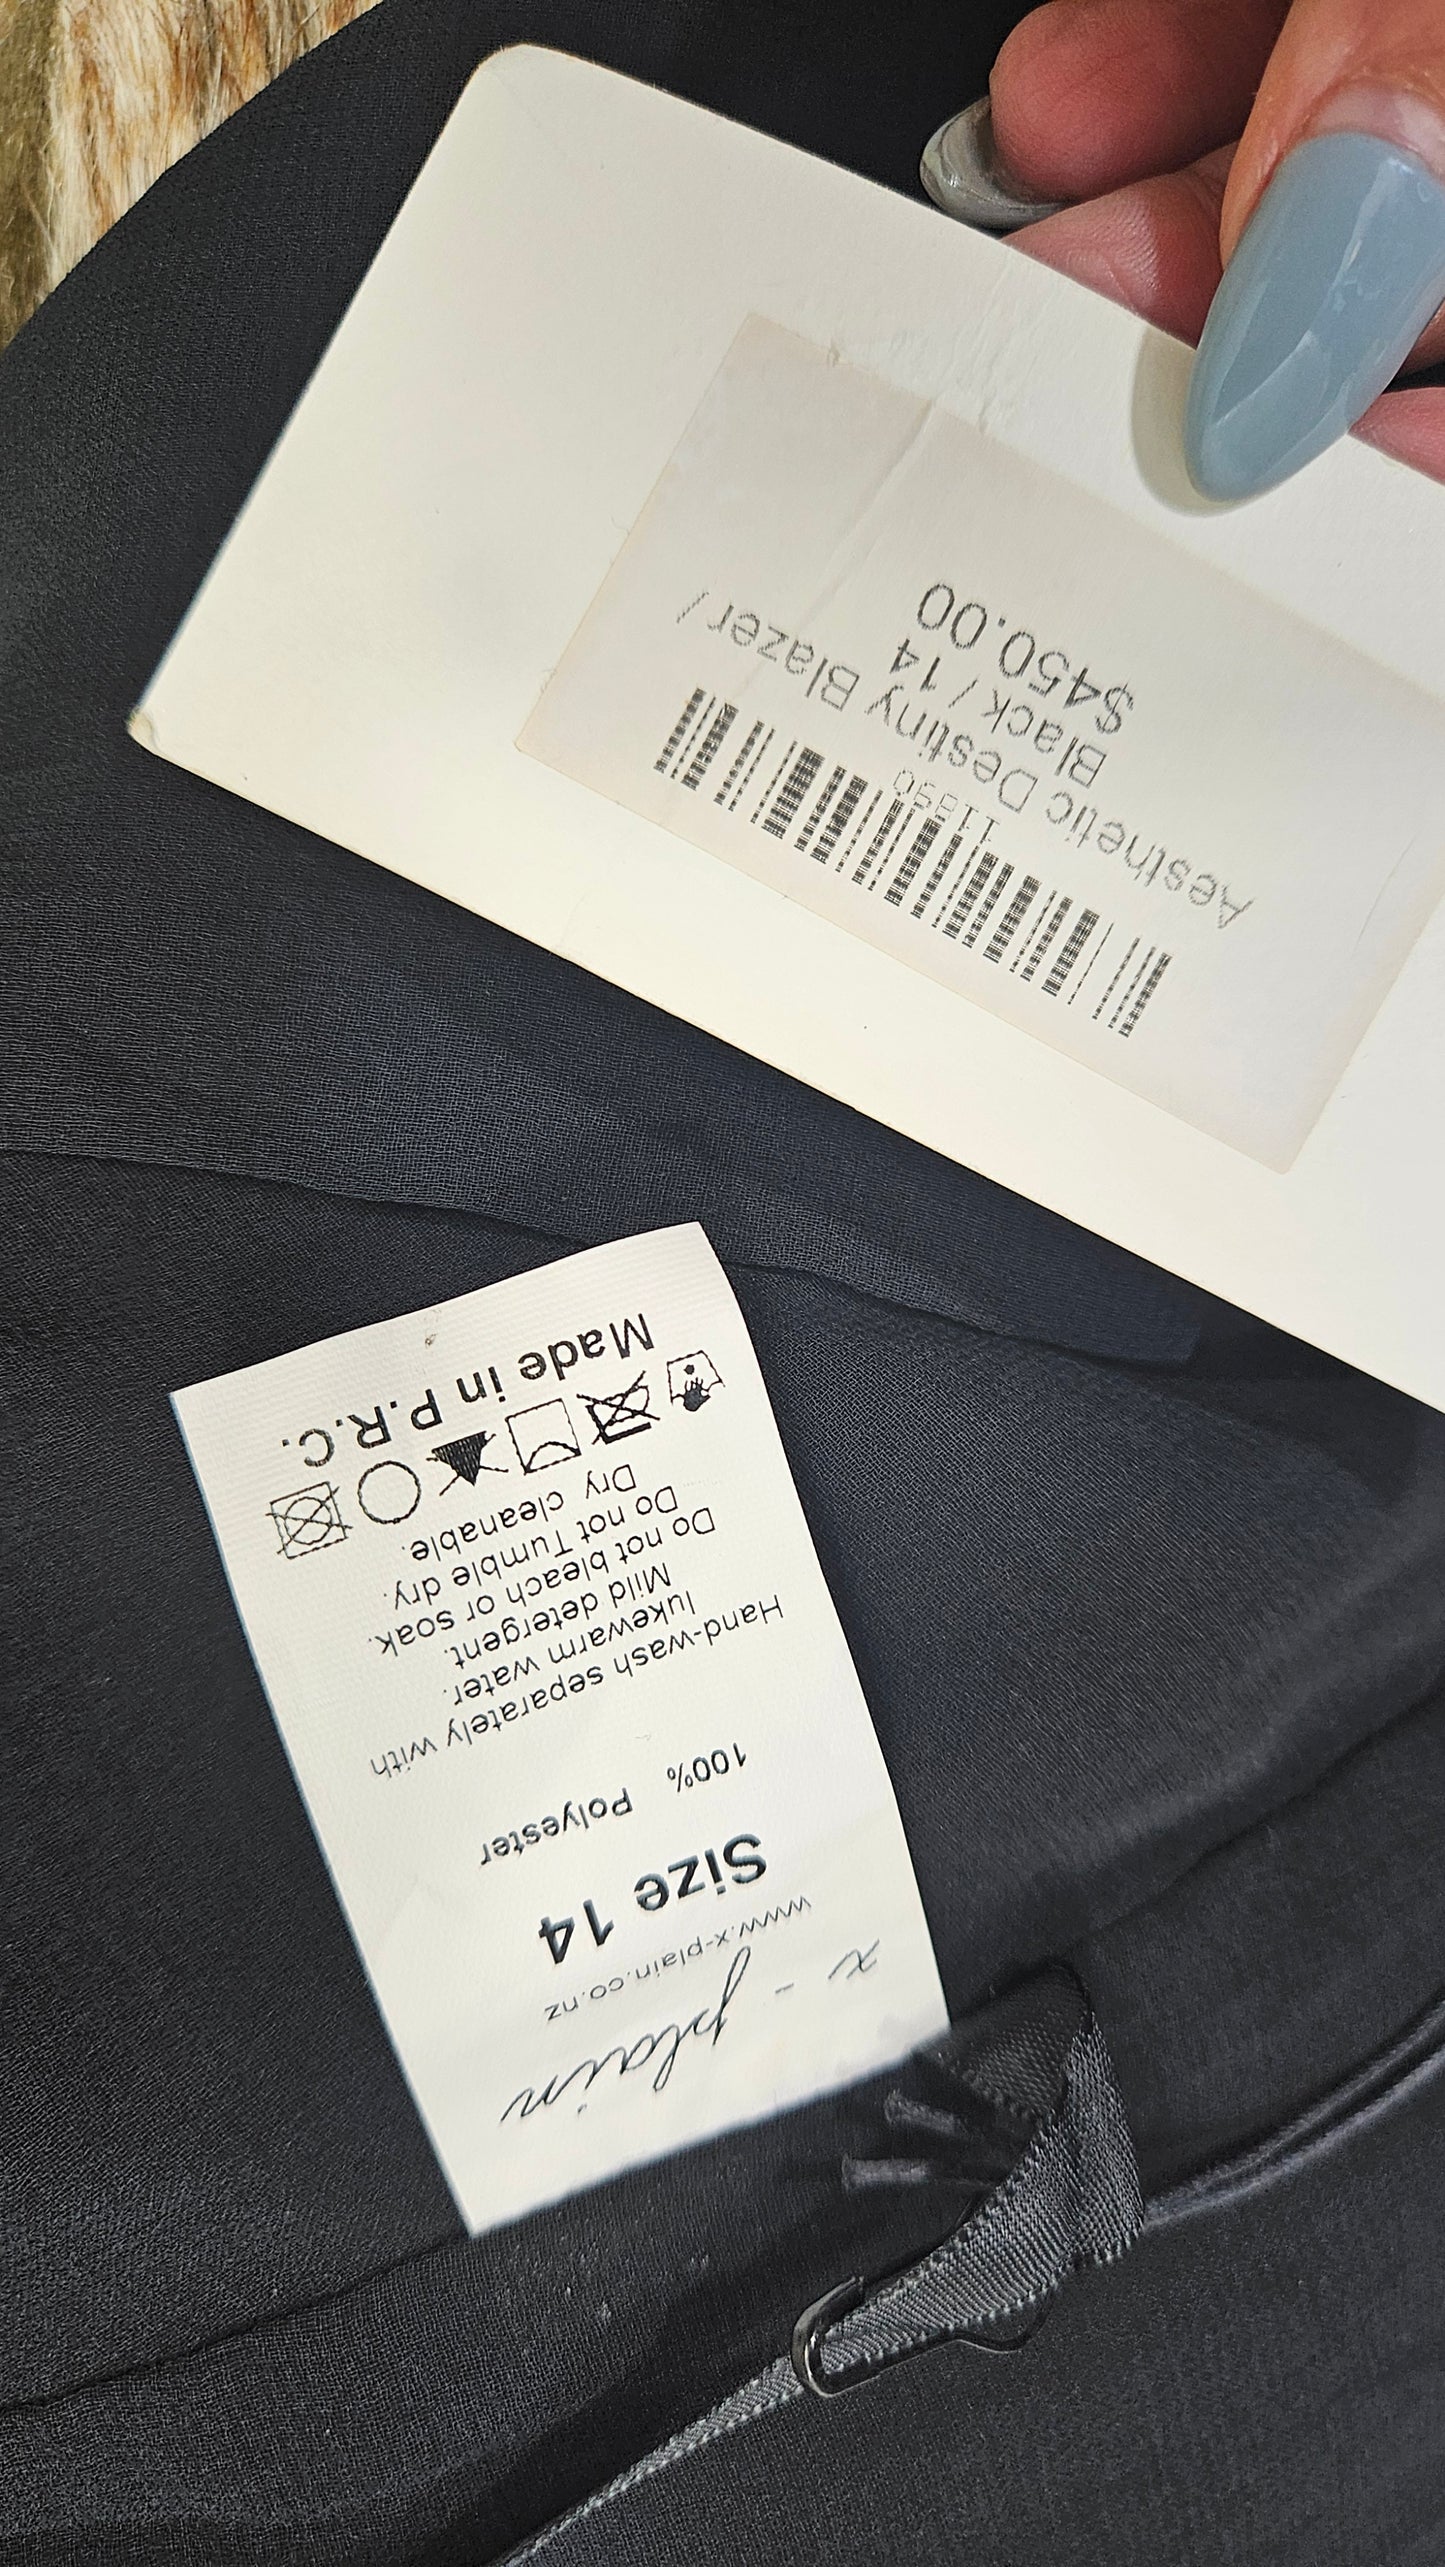 11890
Aesthetic Destiny Blazer /
Black / 14
$450.00
x - plain
www.x-plain.co.nz
Size 14
100% Polyester
Hand-wash separately with
lukewarm water.
Mild detergent.
Do not bleach or soak.
Do not Tumble dry.
Dry cleanable.
Made in P.R.C.